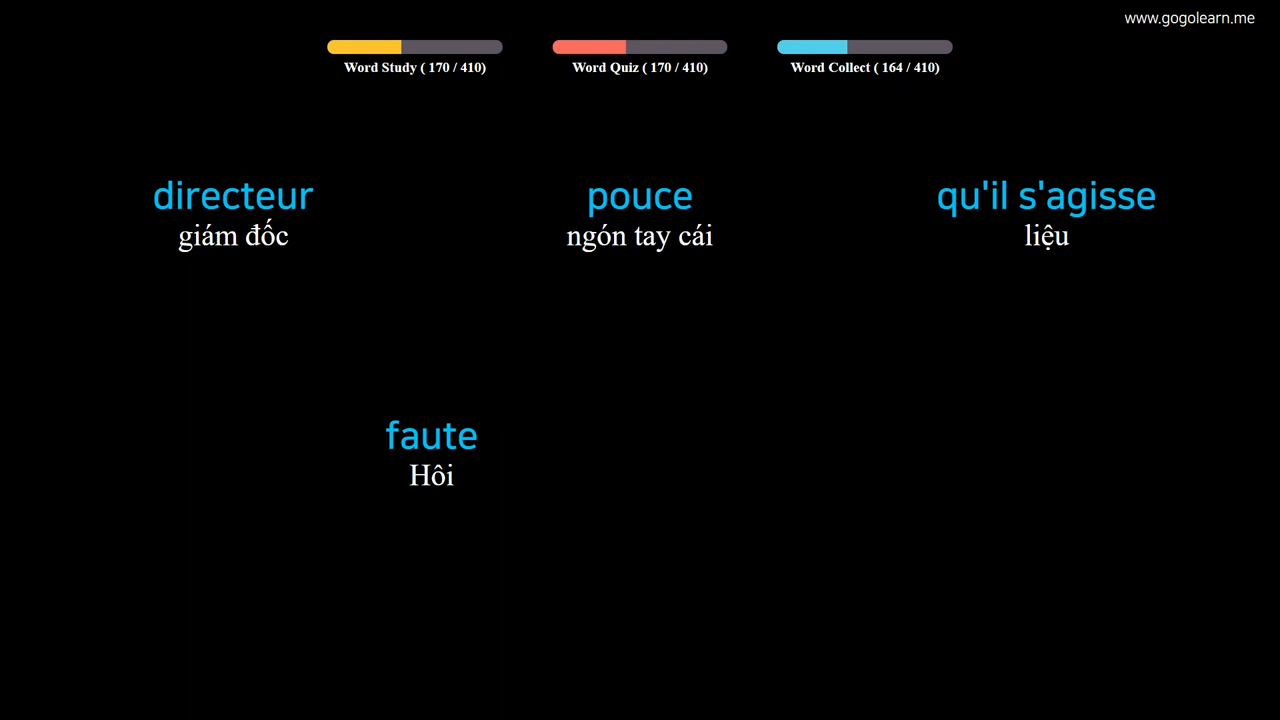 www.gogolearn.me
Word Study ( 170 / 410)
Word Quiz ( 170 / 410)
Word Collect ( 164 / 410)
directeur
giám đốc
pouce
ngón tay cái
qu'il s'agisse
liệu
faute
Hôi